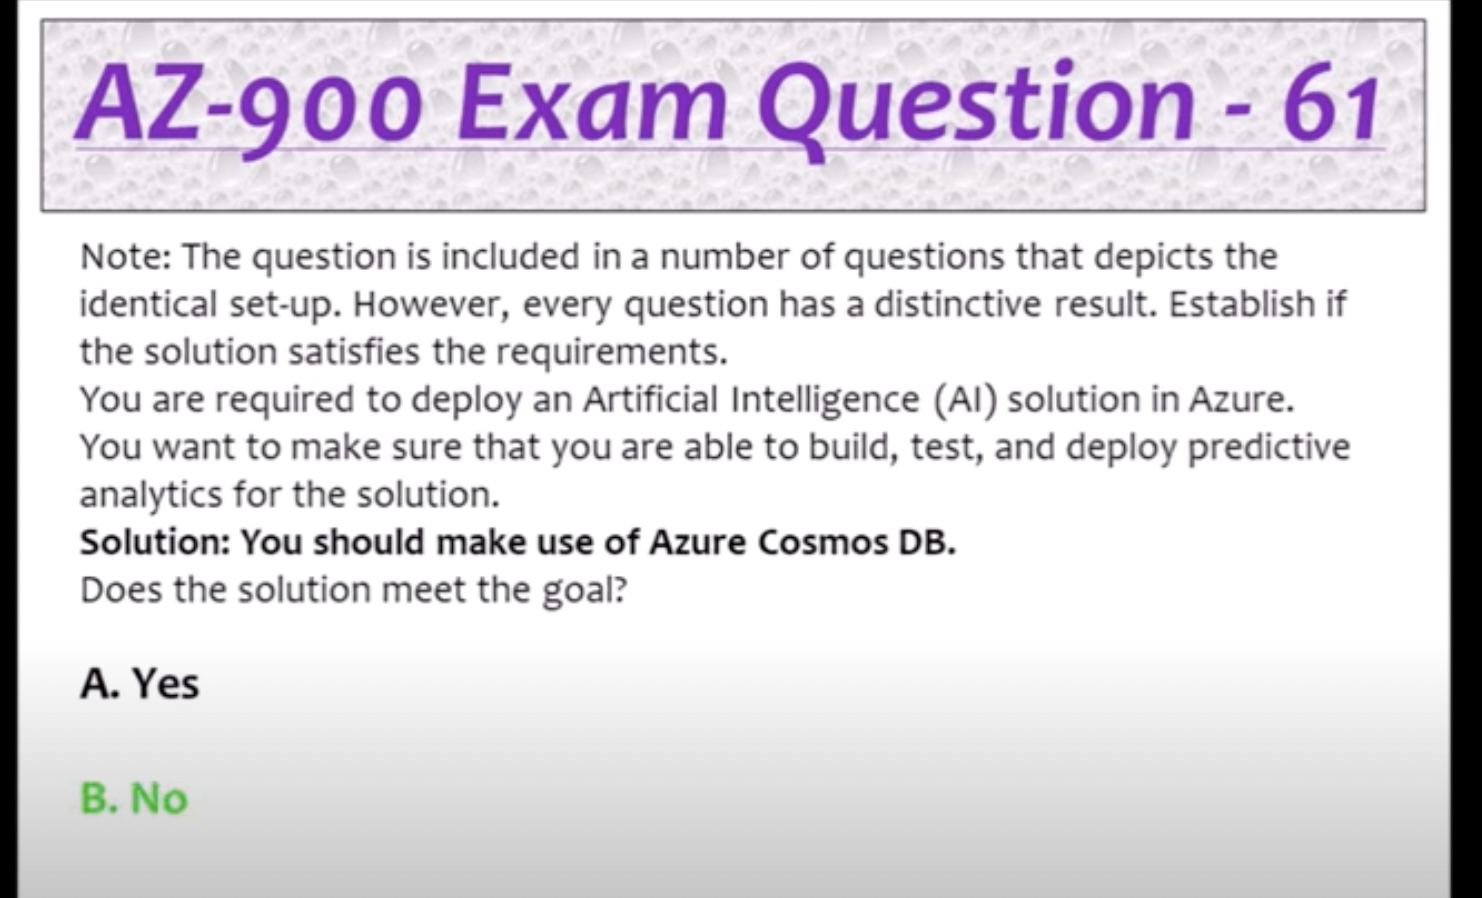 AZ-900 Exam Question - 61
Note: The question is included in a number of questions that depicts the
identical set-up. However, every question has a distinctive result. Establish if
the solution satisfies the requirements.
You are required to deploy an Artificial Intelligence (AI) solution in Azure.
You want to make sure that you are able to build, test, and deploy predictive
analytics for the solution.
Solution: You should make use of Azure Cosmos DB.
Does the solution meet the goal?
A. Yes
B. No